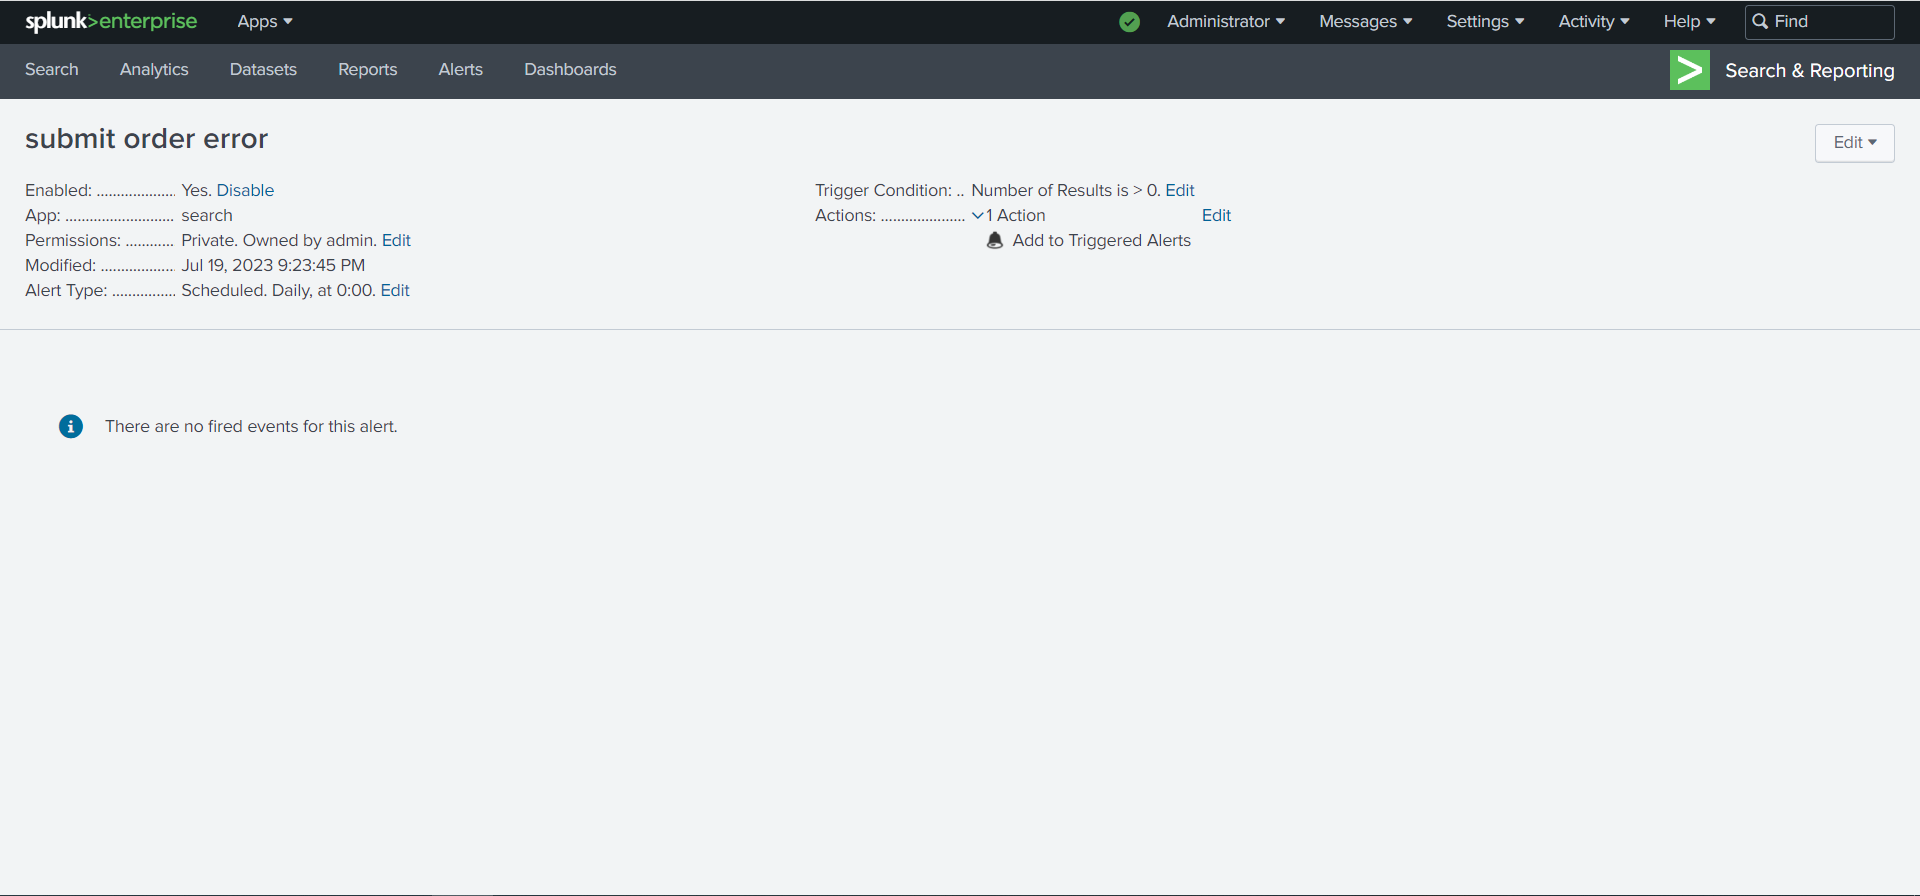 splunk>enterprise Apps Administrator Messages Settings Activity Help Find
Search Analytics Datasets Reports Alerts Dashboards Search & Reporting
submit order error
Edit
Enabled: ................... Yes. Disable
App: .......................... search
Permissions: ............ Private. Owned by admin. Edit
Modified: .................. Jul 19, 2023 9:23:45 PM
Alert Type: ................ Scheduled. Daily, at 0:00. Edit
Trigger Condition: .. Number of Results is > 0. Edit
Actions: ..................... 1 Action Edit
Add to Triggered Alerts
There are no fired events for this alert.